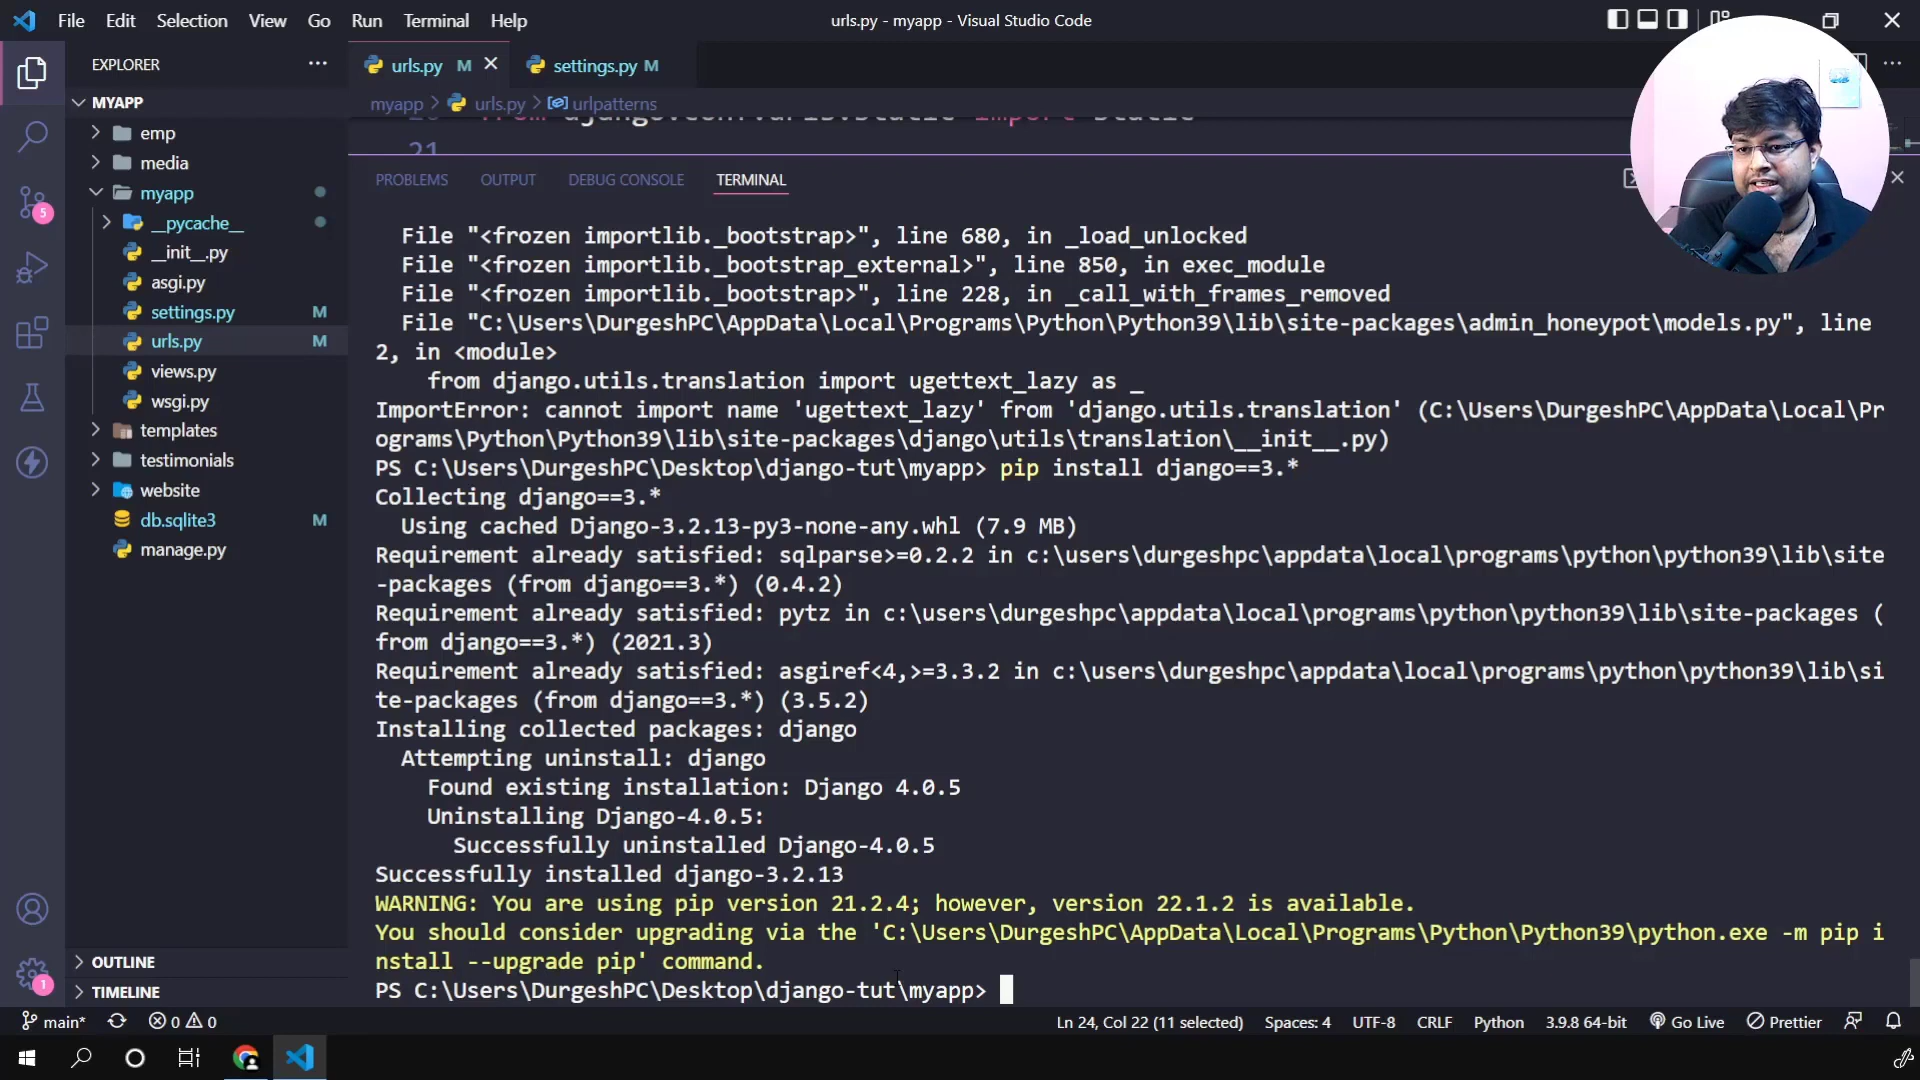 File Edit Selection View Go Run Terminal Help
urls.py - myapp - Visual Studio Code
EXPLORER
MYAPP
emp
media
myapp
__pycache__
__init__.py
asgi.py
settings.py M
urls.py M
views.py
wsgi.py
templates
testimonials
website
db.sqlite3 M
manage.py
OUTLINE
TIMELINE
5
1
urls.py M
settings.py M
myapp > urls.py > urlpatterns
20 from django.conf.urls.static import static
21
PROBLEMS OUTPUT DEBUG CONSOLE TERMINAL
File "<frozen importlib._bootstrap>", line 680, in _load_unlocked
File "<frozen importlib._bootstrap_external>", line 850, in exec_module
File "<frozen importlib._bootstrap>", line 228, in _call_with_frames_removed
File "C:\Users\DurgeshPC\AppData\Local\Programs\Python\Python39\lib\site-packages\admin_honeypot\models.py", line
2, in <module>
from django.utils.translation import ugettext_lazy as _
ImportError: cannot import name 'ugettext_lazy' from 'django.utils.translation' (C:\Users\DurgeshPC\AppData\Local\Pr
ograms\Python\Python39\lib\site-packages\django\utils\translation\__init__.py)
PS C:\Users\DurgeshPC\Desktop\django-tut\myapp> pip install django==3.*
Collecting django==3.*
Using cached Django-3.2.13-py3-none-any.whl (7.9 MB)
Requirement already satisfied: sqlparse>=0.2.2 in c:\users\durgeshpc\appdata\local\programs\python\python39\lib\site
-packages (from django==3.*) (0.4.2)
Requirement already satisfied: pytz in c:\users\durgeshpc\appdata\local\programs\python\python39\lib\site-packages (
from django==3.*) (2021.3)
Requirement already satisfied: asgiref<4,>=3.3.2 in c:\users\durgeshpc\appdata\local\programs\python\python39\lib\si
te-packages (from django==3.*) (3.5.2)
Installing collected packages: django
Attempting uninstall: django
Found existing installation: Django 4.0.5
Uninstalling Django-4.0.5:
Successfully uninstalled Django-4.0.5
Successfully installed django-3.2.13
WARNING: You are using pip version 21.2.4; however, version 22.1.2 is available.
You should consider upgrading via the 'C:\Users\DurgeshPC\AppData\Local\Programs\Python\Python39\python.exe -m pip i
nstall --upgrade pip' command.
PS C:\Users\DurgeshPC\Desktop\django-tut\myapp>
main* 0 0 Ln 24, Col 22 (11 selected) Spaces: 4 UTF-8 CRLF Python 3.9.8 64-bit Go Live Prettier